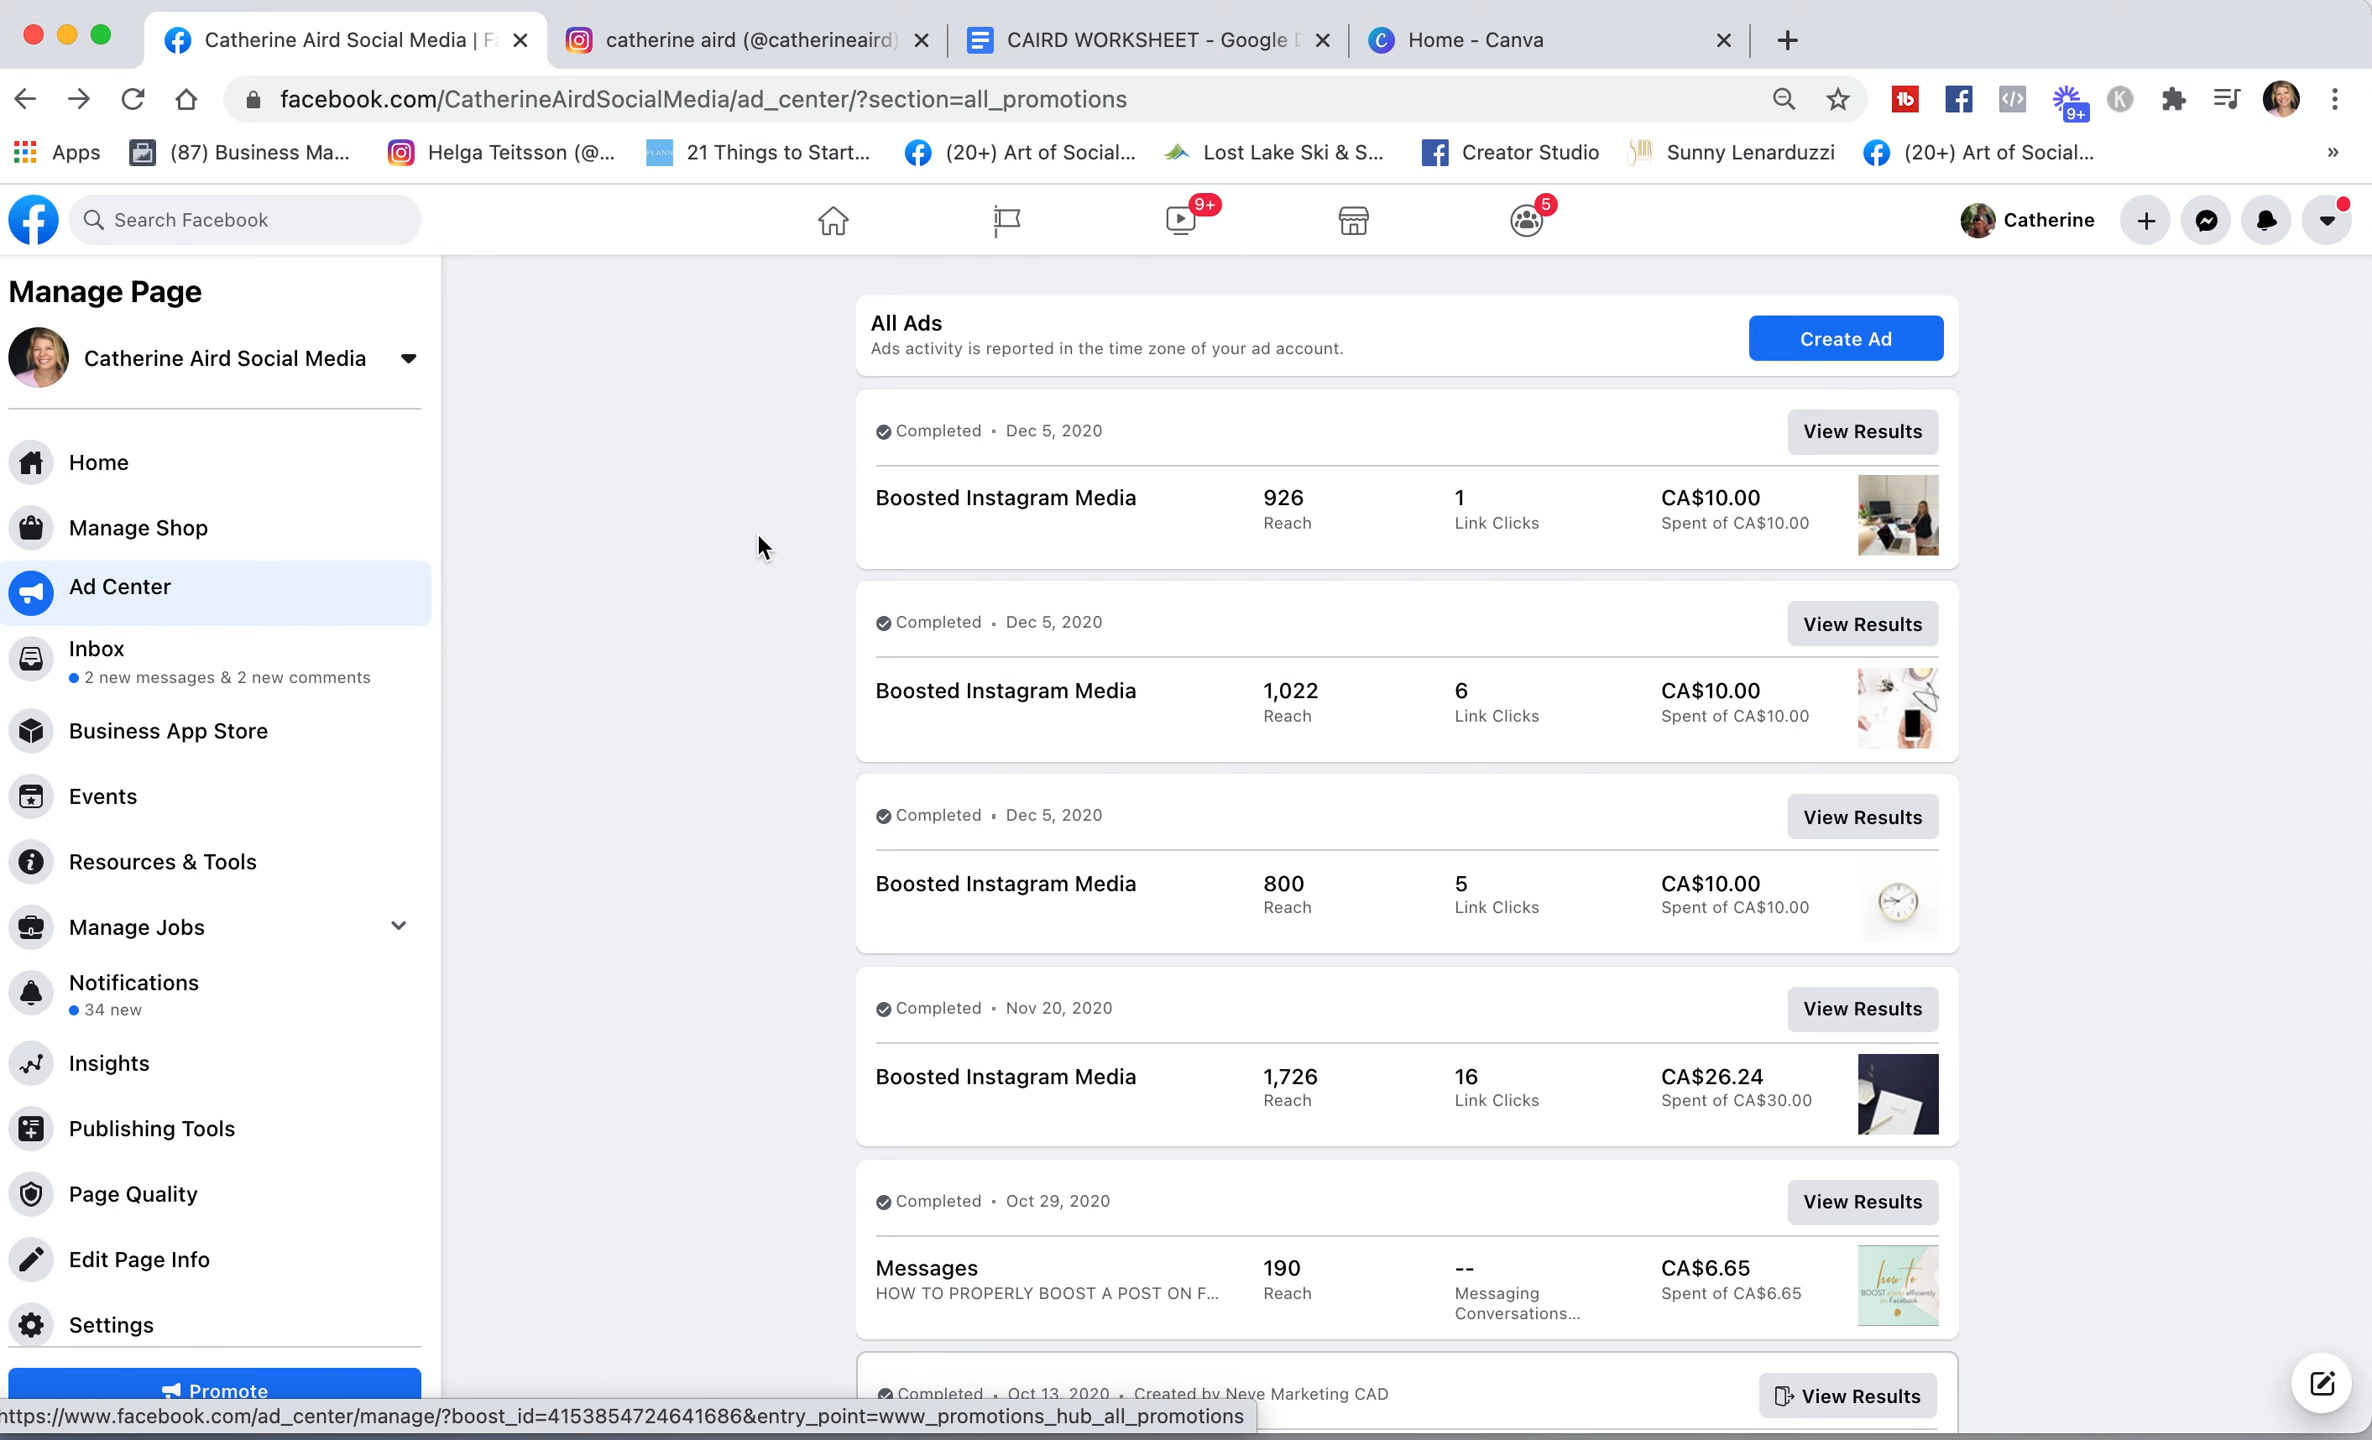 Catherine Aird Social Media | Fa
catherine aird (@catherineaird)
CAIRD WORKSHEET - Google D
Home - Canva
facebook.com/CatherineAirdSocialMedia/ad_center/?section=all_promotions
9+
Apps
(87) Business Ma...
Helga Teitsson (@...
PLANN
21 Things to Start...
(20+) Art of Social...
Lost Lake Ski & S...
Creator Studio
Sunny Lenarduzzi
(20+) Art of Social...
»
Search Facebook
9+
5
Catherine
Manage Page
Catherine Aird Social Media
Home
Manage Shop
Ad Center
Inbox
2 new messages & 2 new comments
Business App Store
Events
Resources & Tools
Manage Jobs
Notifications
34 new
Insights
Publishing Tools
Page Quality
Edit Page Info
Settings
Promote
All Ads
Ads activity is reported in the time zone of your ad account.
Create Ad
Completed • Dec 5, 2020
View Results
Boosted Instagram Media
926
Reach
1
Link Clicks
CA$10.00
Spent of CA$10.00
Completed • Dec 5, 2020
View Results
Boosted Instagram Media
1,022
Reach
6
Link Clicks
CA$10.00
Spent of CA$10.00
Completed • Dec 5, 2020
View Results
Boosted Instagram Media
800
Reach
5
Link Clicks
CA$10.00
Spent of CA$10.00
Completed • Nov 20, 2020
View Results
Boosted Instagram Media
1,726
Reach
16
Link Clicks
CA$26.24
Spent of CA$30.00
Completed • Oct 29, 2020
View Results
Messages
HOW TO PROPERLY BOOST A POST ON F...
190
Reach
--
Messaging
Conversations...
CA$6.65
Spent of CA$6.65
how to
BOOST a post efficiently
on Facebook
Completed • Oct 13, 2020 • Created by Neve Marketing CAD
View Results
https://www.facebook.com/ad_center/manage/?boost_id=4153854724641686&entry_point=www_promotions_hub_all_promotions